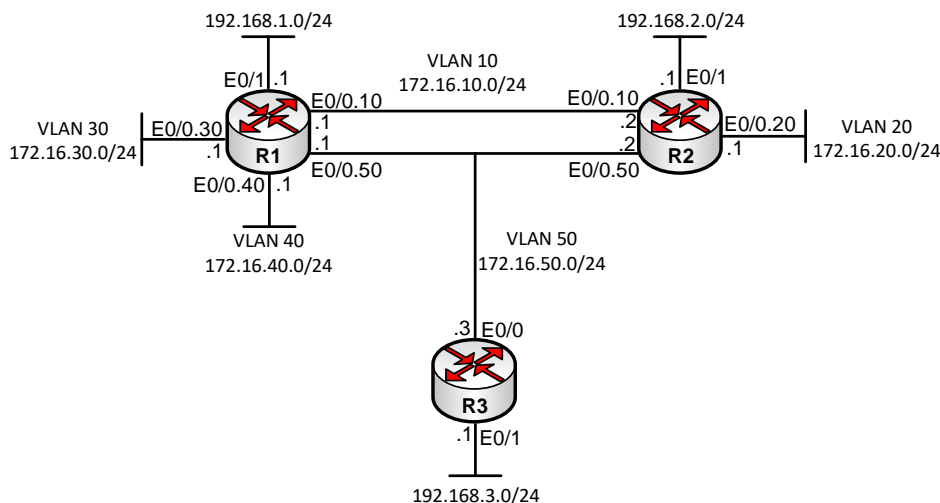 192.168.1.0/24
192.168.2.0/24
VLAN 10
172.16.10.0/24
E0/1 .1
.1 E0/1
E0/0.10
E0/0.10
VLAN 30
172.16.30.0/24
E0/0.30
.1
.1
.2
E0/0.20
.1
VLAN 20
172.16.20.0/24
R1
.1
.2
R2
E0/0.50
E0/0.50
E0/0.40 .1
VLAN 40
172.16.40.0/24
VLAN 50
172.16.50.0/24
.3 E0/0
R3
.1 E0/1
192.168.3.0/24